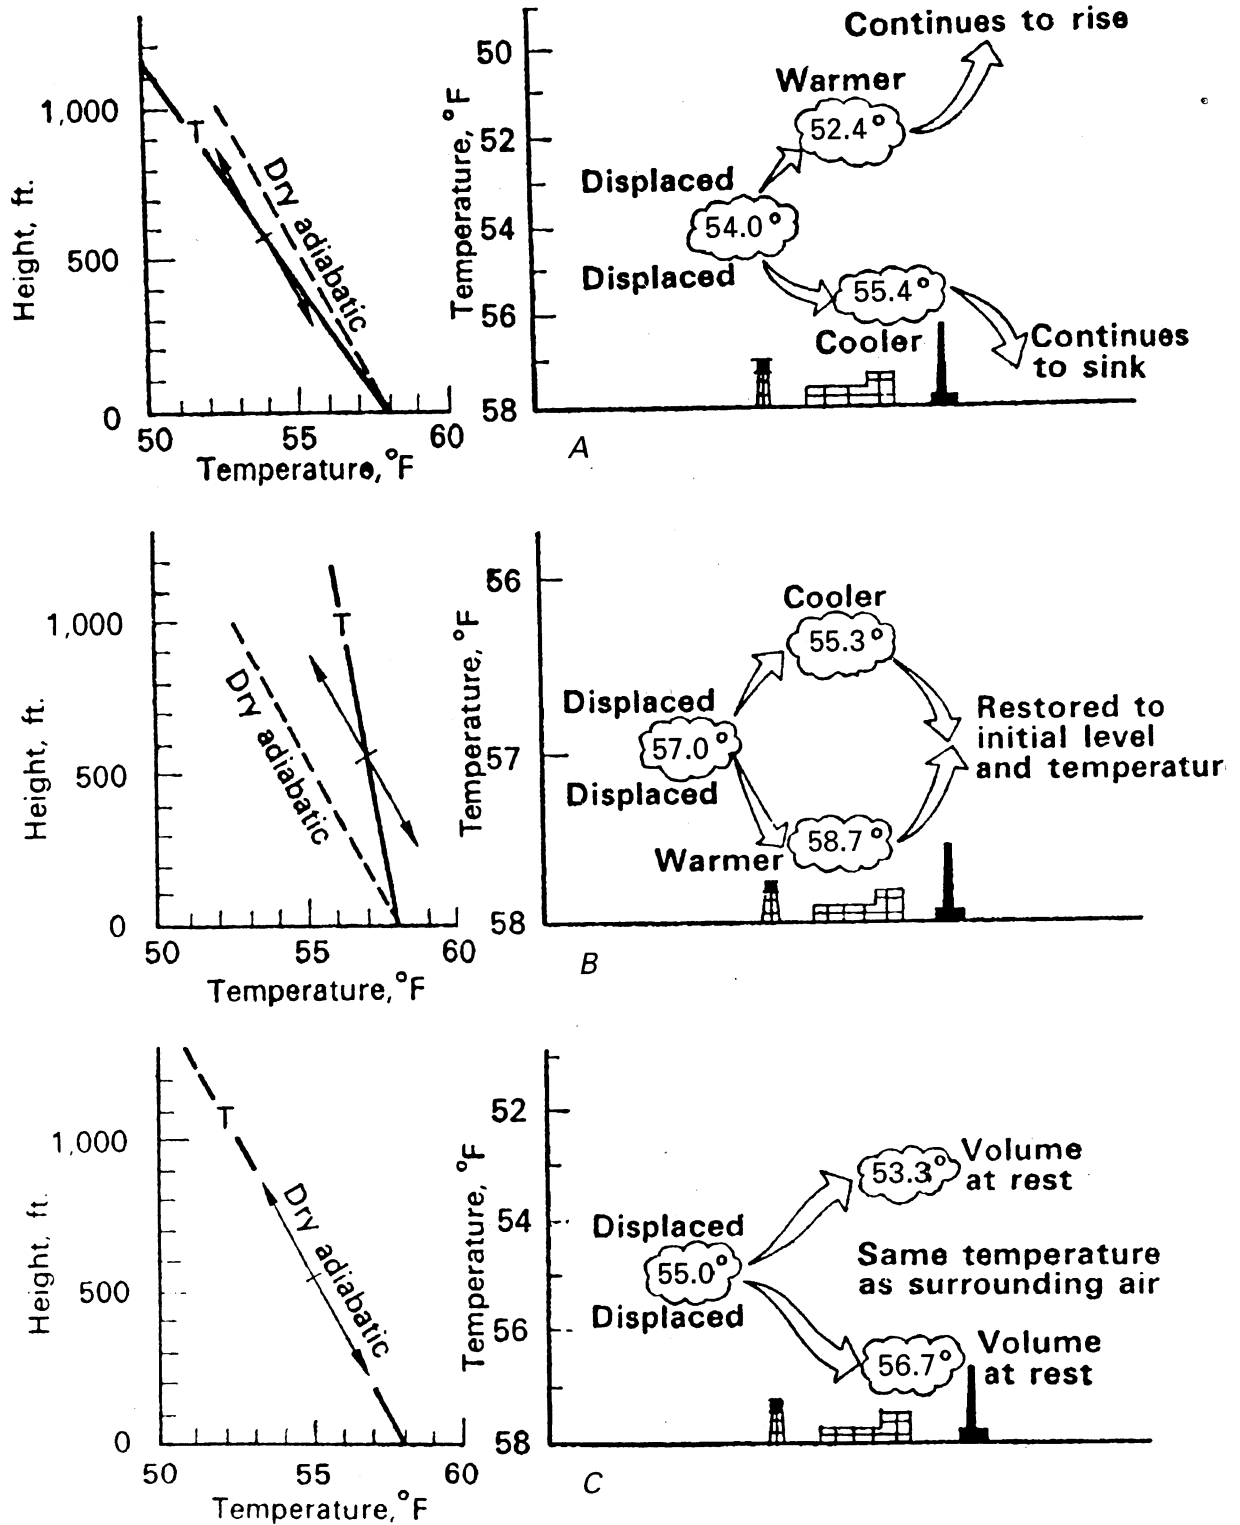 1,000
500
0
Height, ft.
50
55
60
Temperature, °F
T
Dry adiabatic
50
52
54
56
58
Temperature, °F
Continues to rise
Warmer
52.4°
Displaced
54.0°
Displaced
55.4°
Cooler
Continues
to sink
A
1,000
500
0
Height, ft.
50
55
60
Temperature, °F
T
Dry adiabatic
56
57
58
Temperature, °F
Cooler
55.3°
Displaced
57.0°
Displaced
Warmer
58.7°
Restored to
initial level
and temperatur
B
1,000
500
0
Height, ft.
50
55
60
Temperature, °F
T
Dry adiabatic
52
54
56
58
Temperature, °F
53.3°
Volume
at rest
Displaced
55.0°
Displaced
Same temperature
as surrounding air
56.7°
Volume
at rest
C